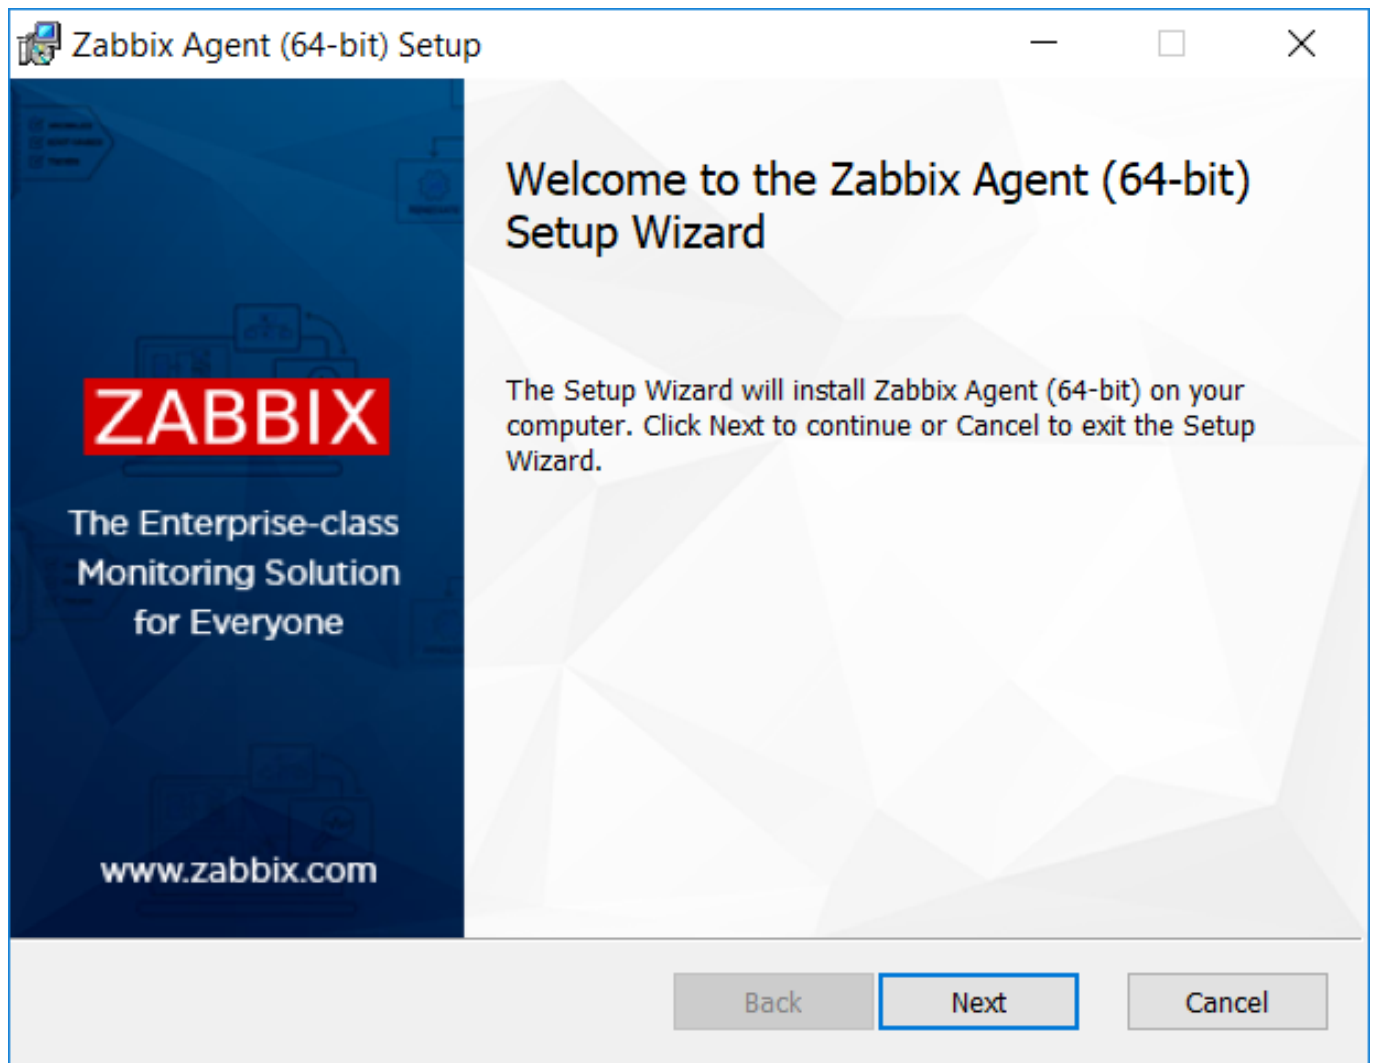 Zabbix Agent (64-bit) Setup
Welcome to the Zabbix Agent (64-bit)
Setup Wizard
The Setup Wizard will install Zabbix Agent (64-bit) on your
computer. Click Next to continue or Cancel to exit the Setup
Wizard.
ZABBIX
The Enterprise-class
Monitoring Solution
for Everyone
www.zabbix.com
Back
Next
Cancel